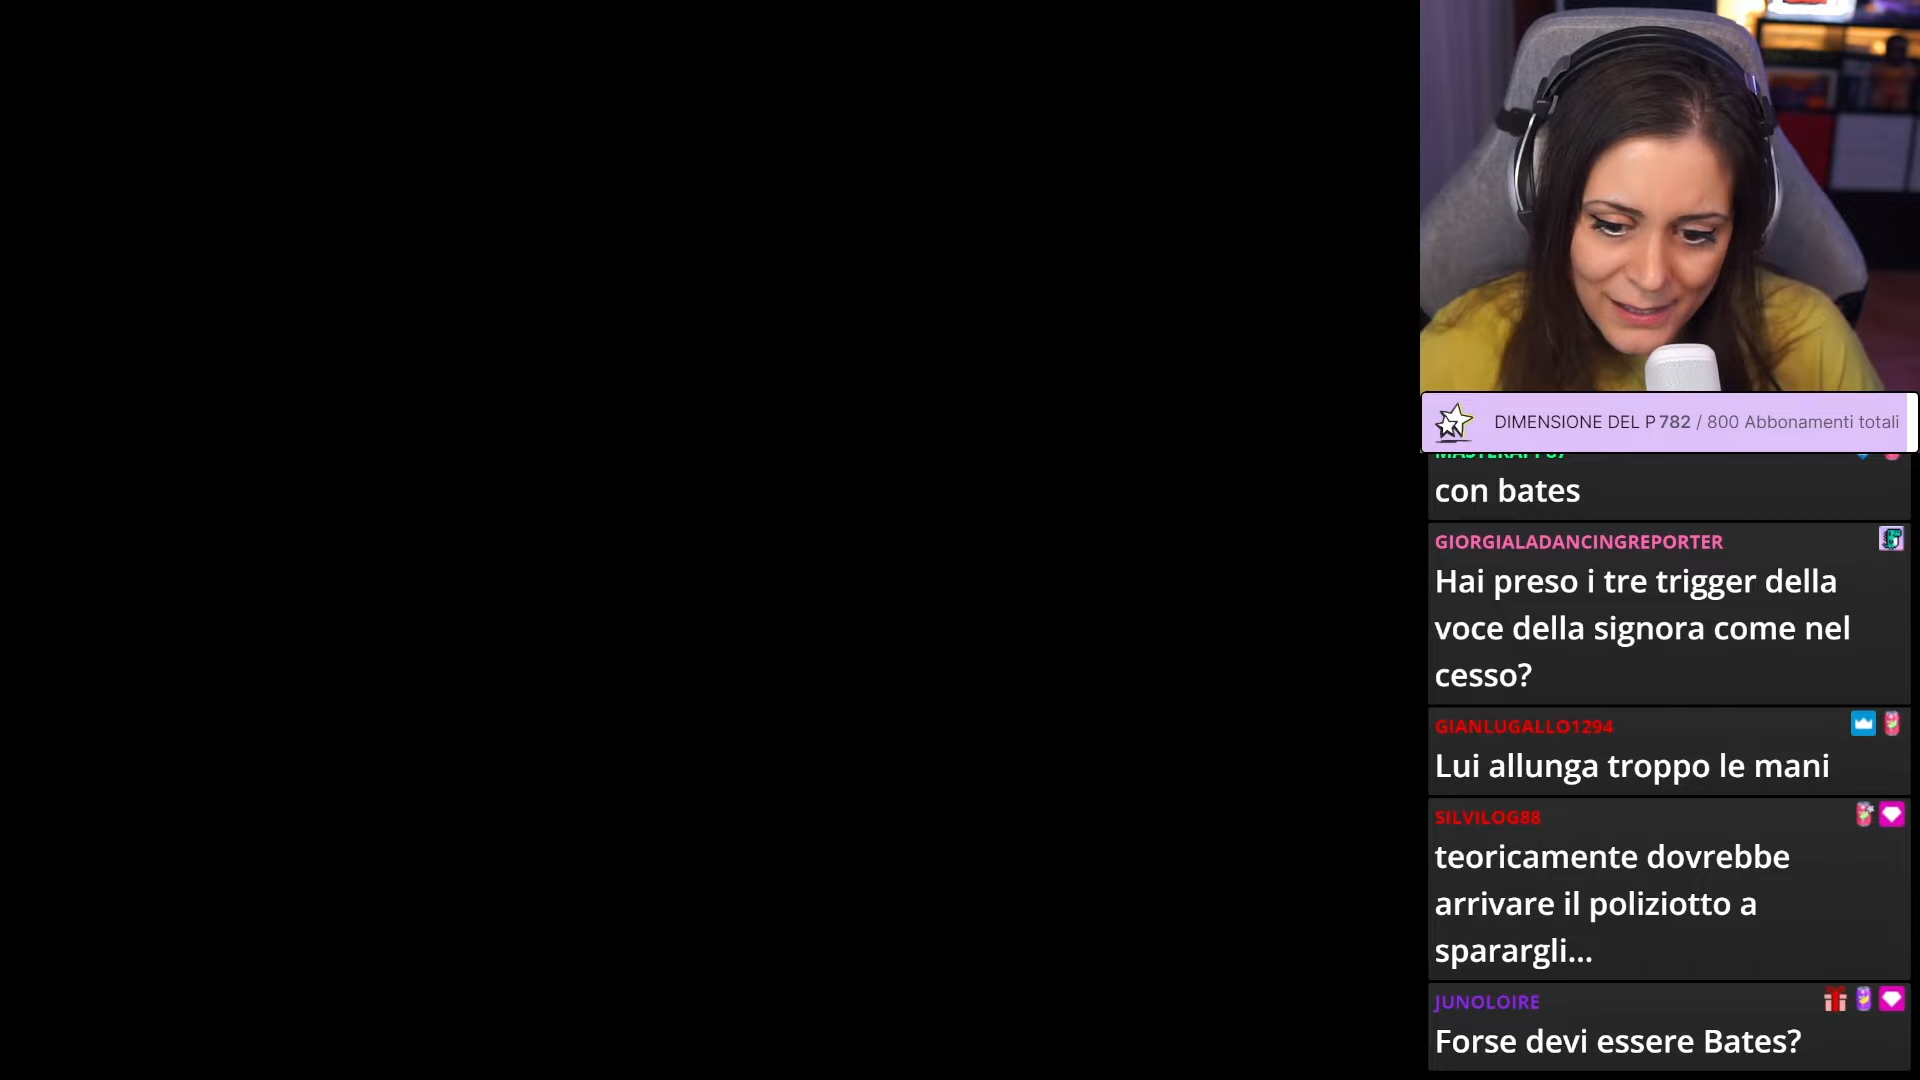 DIMENSIONE DEL P 782 / 800 Abbonamenti totali
con bates
GIORGIALADANCINGREPORTER
Hai preso i tre trigger della
voce della signora come nel
cesso?
GIANLUGALLO1294
Lui allunga troppo le mani
SILVILOG88
teoricamente dovrebbe
arrivare il poliziotto a
sparargli...
JUNOLOIRE
Forse devi essere Bates?